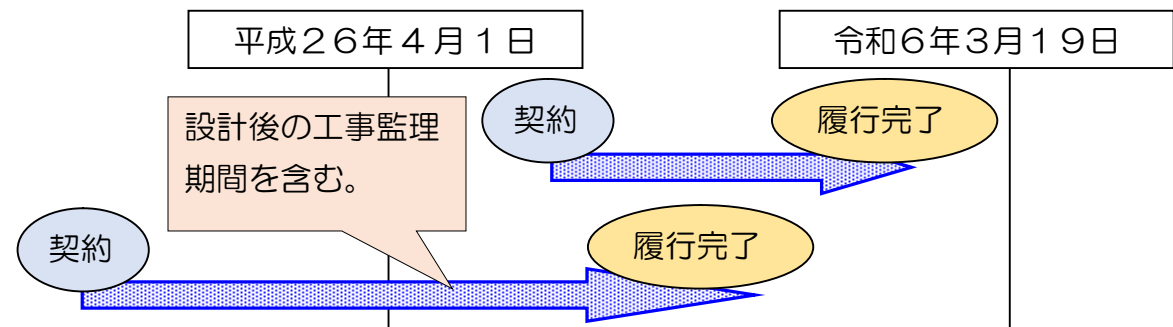 平成２６年４月１日
令和６年３月１９日
契約
履行完了
設計後の工事監理
期間を含む。
契約
履行完了